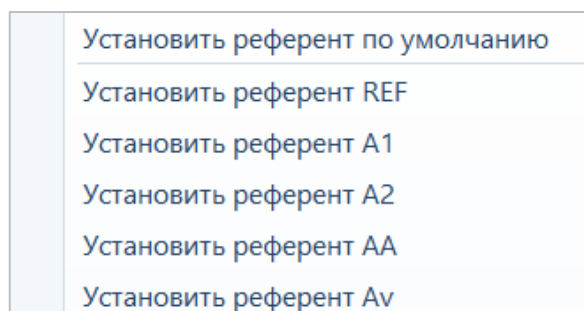 Установить референт по умолчанию
Установить референт REF
Установить референт A1
Установить референт A2
Установить референт AA
Установить референт Av